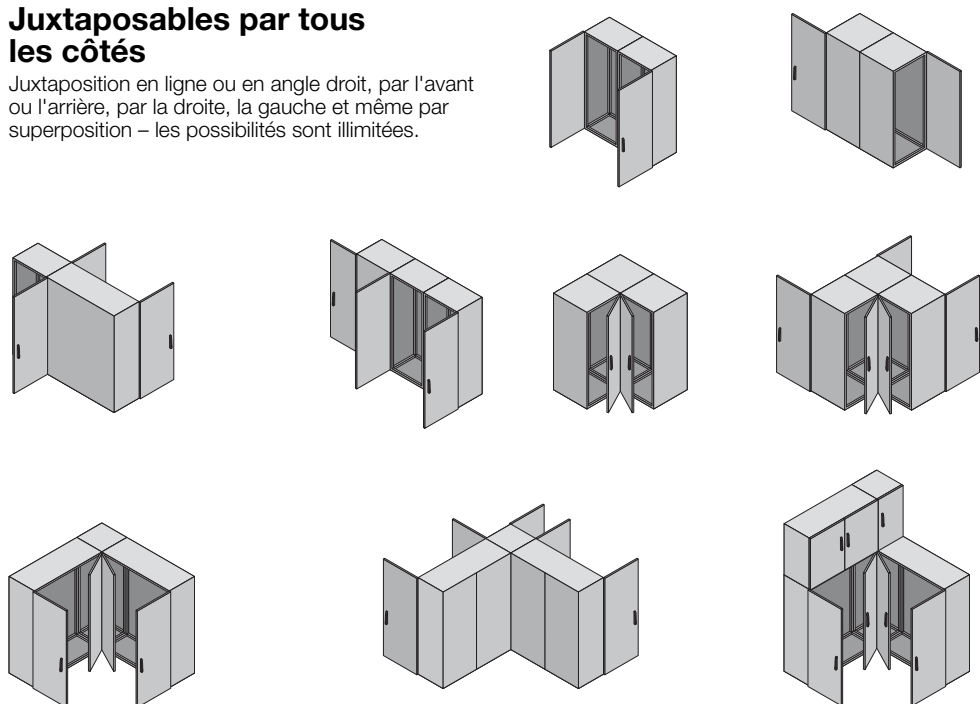 Juxtaposables par tous
les côtés
Juxtaposition en ligne ou en angle droit, par l'avant
ou l'arrière, par la droite, la gauche et même par
superposition – les possibilités sont illimitées.